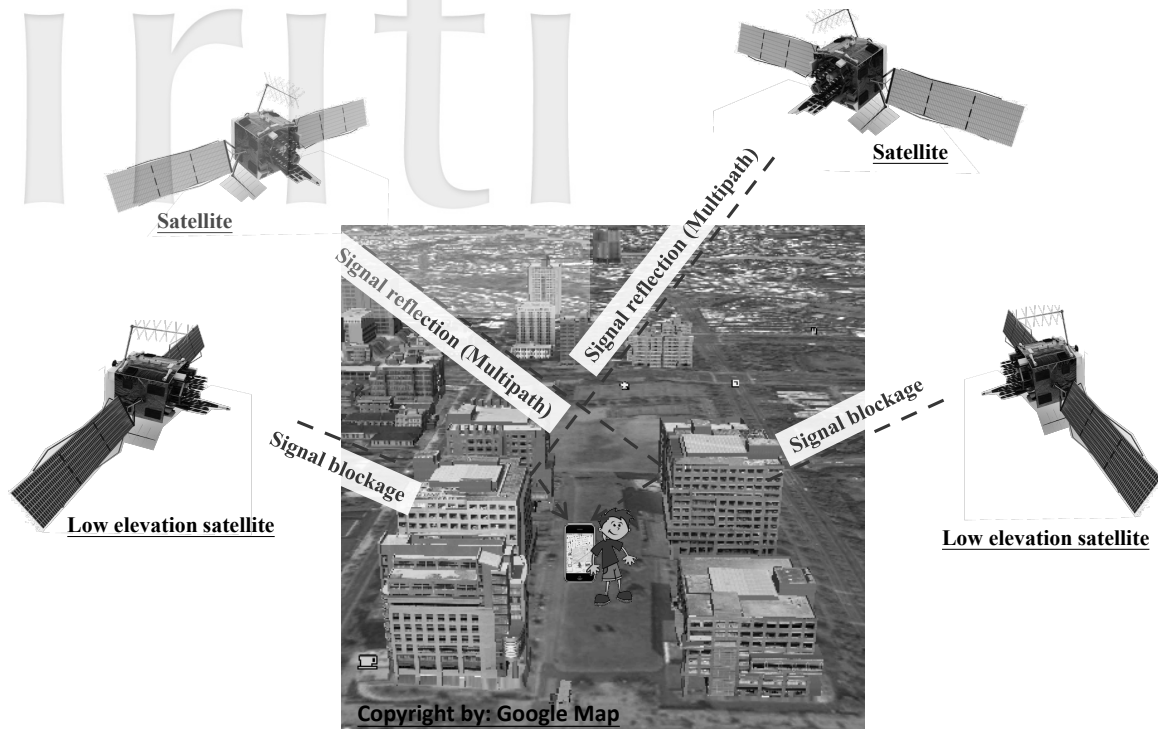 iriti
Satellite
Satellite
Signal reflection (Multipath)
Signal reflection (Multipath)
Signal blockage
Signal blockage
Low elevation satellite
Low elevation satellite
Copyright by: Google Map